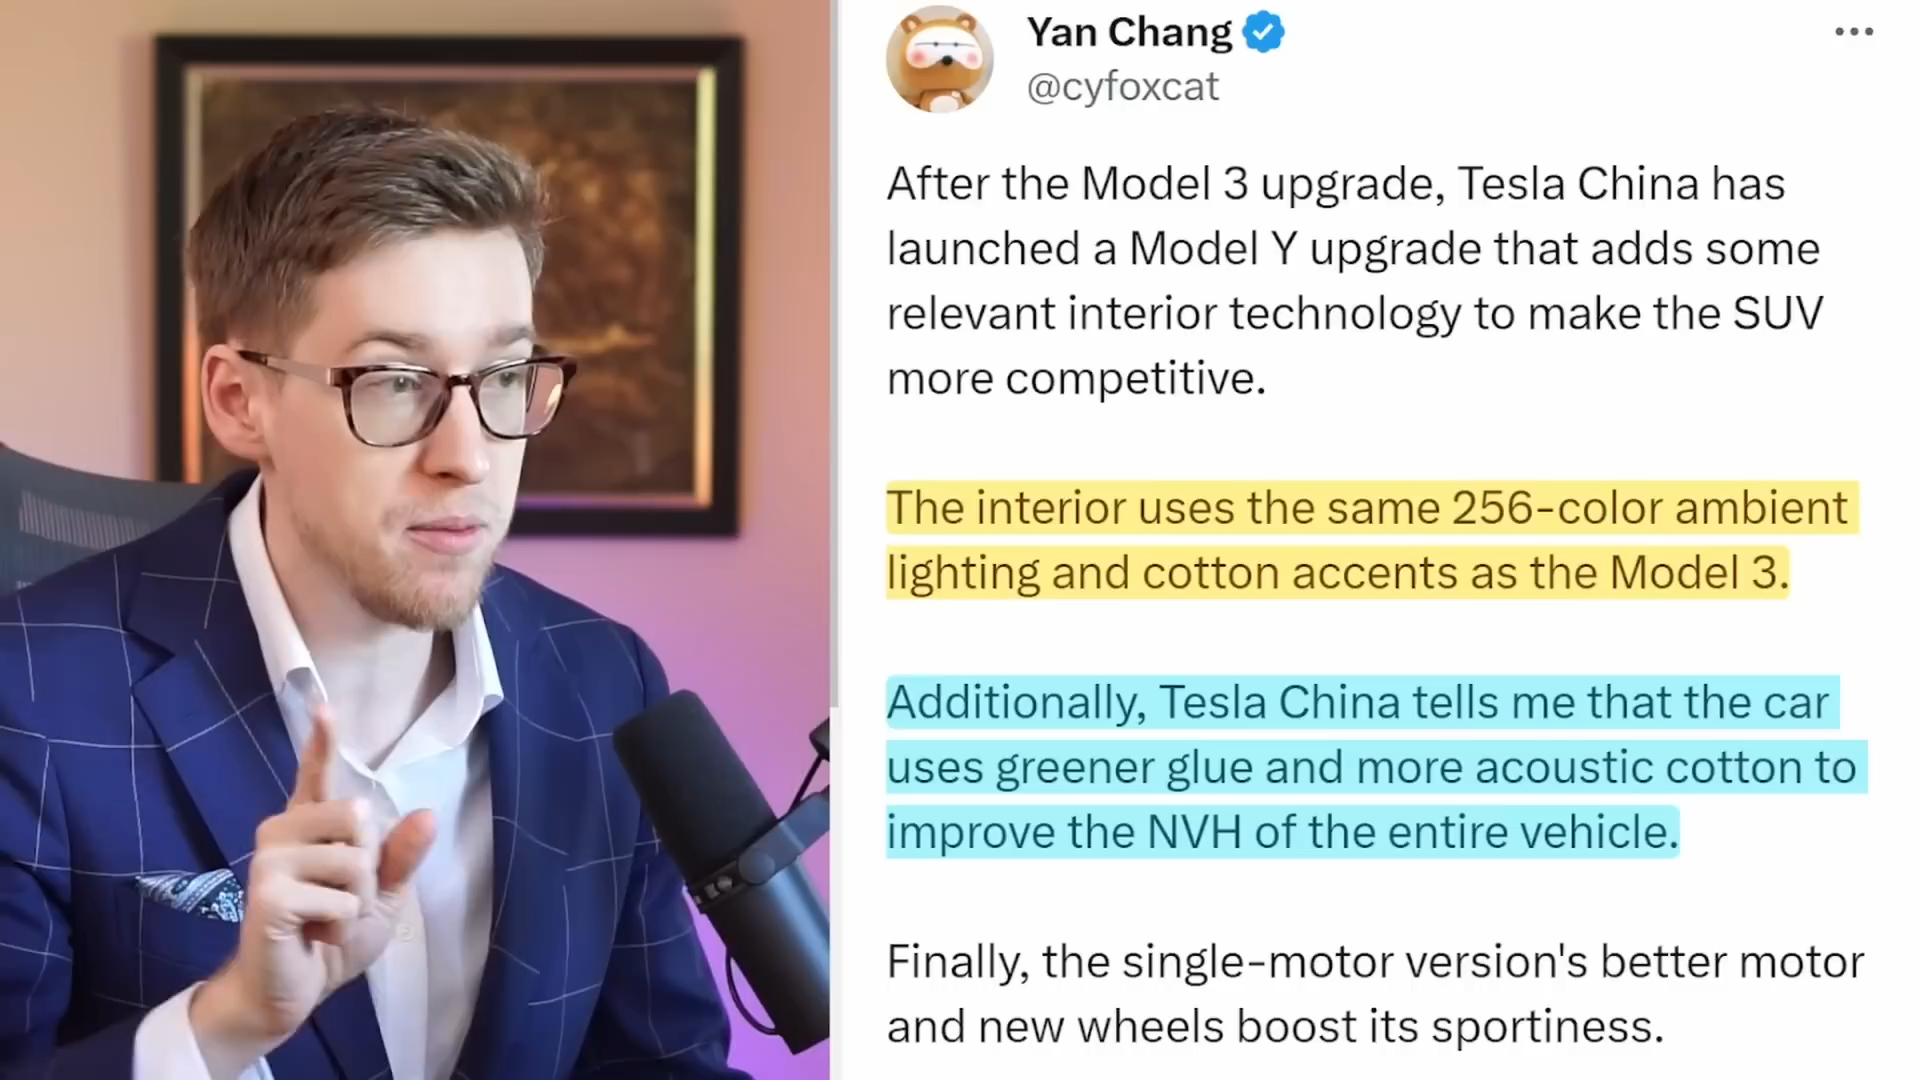 Yan Chang
@cyfoxcat
After the Model 3 upgrade, Tesla China has
launched a Model Y upgrade that adds some
relevant interior technology to make the SUV
more competitive.
The interior uses the same 256-color ambient
lighting and cotton accents as the Model 3.
Additionally, Tesla China tells me that the car
uses greener glue and more acoustic cotton to
improve the NVH of the entire vehicle.
Finally, the single-motor version's better motor
and new wheels boost its sportiness.